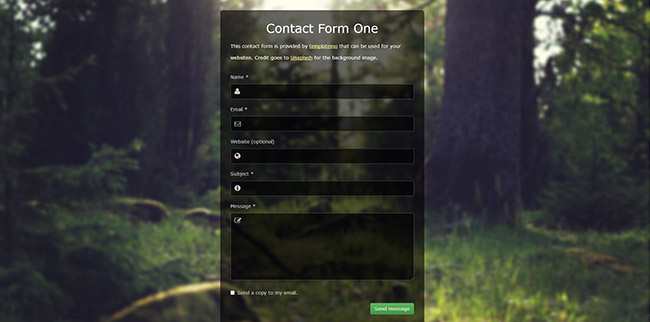 Contact Form One
This contact form is provided by templatemo that can be used for your
websites. Credit goes to Unsplash for the background image.
Name *
Email *
Website (optional)
Subject *
Message *
Send a copy to my email.
Send message